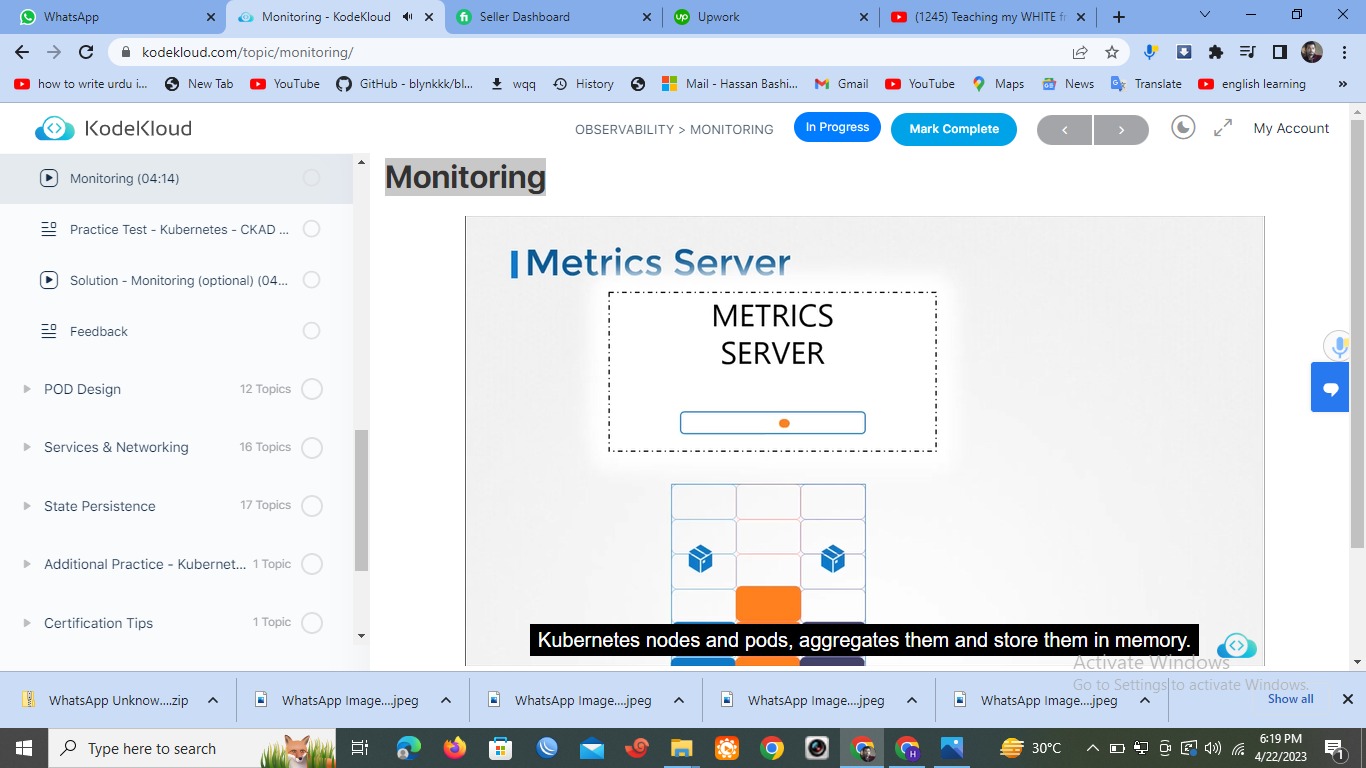 WhatsApp
Monitoring - KodeKloud
Seller Dashboard
Upwork
(1245) Teaching my WHITE fr
kodekloud.com/topic/monitoring/
how to write urdu i...
New Tab
YouTube
GitHub - blynkkk/bl...
wqq
History
Mail - Hassan Bashi...
Gmail
YouTube
Maps
News
Translate
english learning
»
KodeKloud
OBSERVABILITY > MONITORING
In Progress
Mark Complete
My Account
Monitoring (04:14)
Practice Test - Kubernetes - CKAD ...
Solution - Monitoring (optional) (04...
Feedback
POD Design 12 Topics
Services & Networking 16 Topics
State Persistence 17 Topics
Additional Practice - Kubernet... 1 Topic
Certification Tips 1 Topic
Monitoring
Metrics Server
METRICS
SERVER
Kubernetes nodes and pods, aggregates them and store them in memory.
Activate Windows
Go to Settings to activate Windows.
WhatsApp Unknow....zip
WhatsApp Image....jpeg
WhatsApp Image....jpeg
WhatsApp Image....jpeg
WhatsApp Image....jpeg
Show all
Type here to search
30°C
6:19 PM
4/22/2023
1